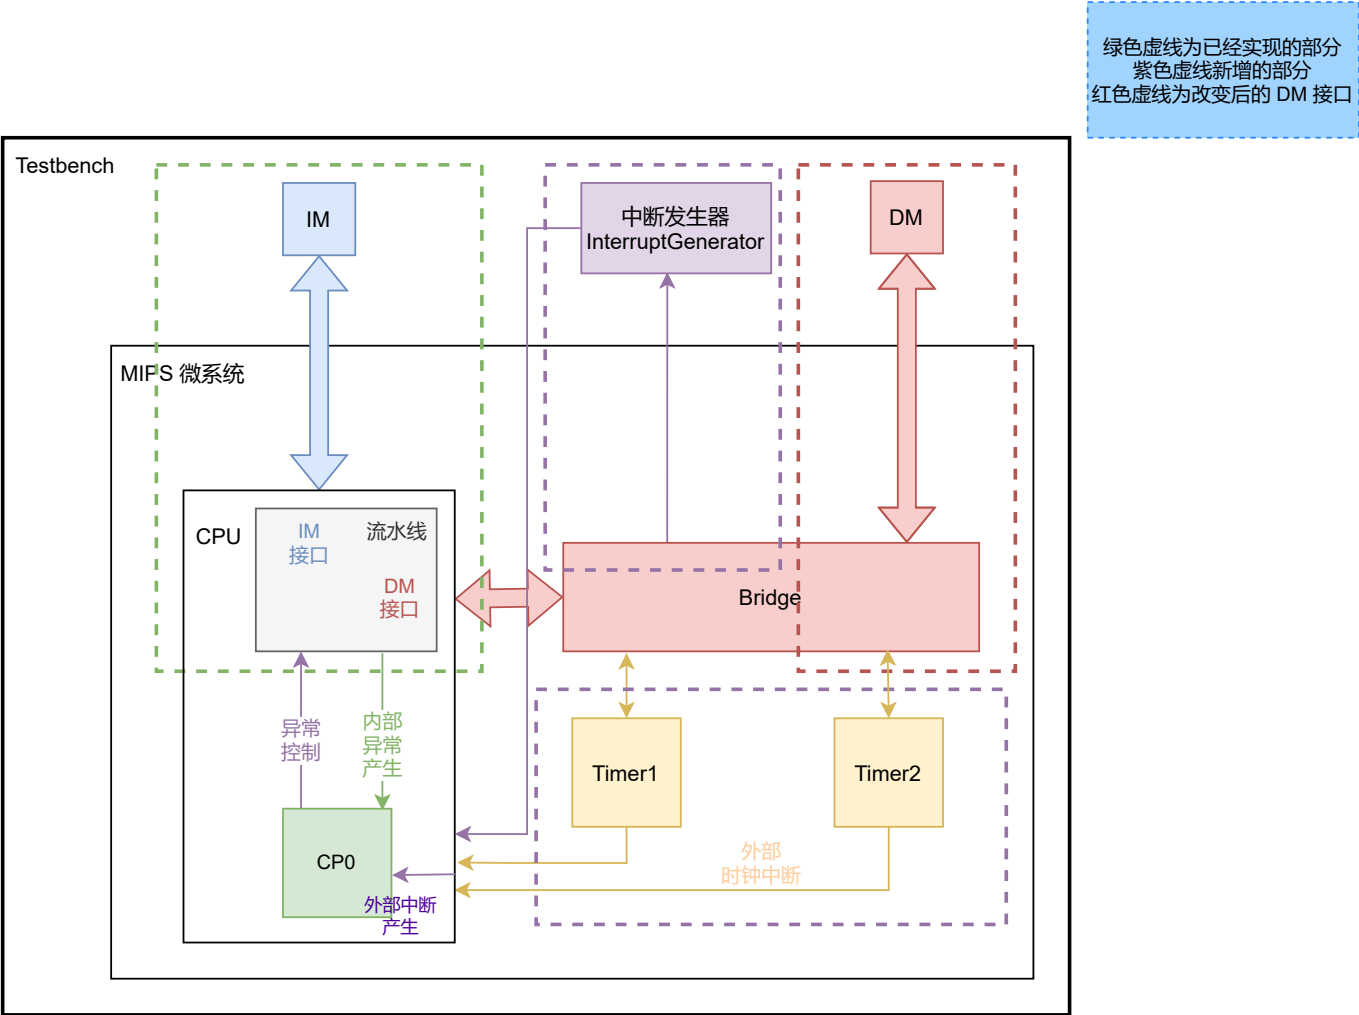 绿色虚线为已经实现的部分
紫色虚线新增的部分
红色虚线为改变后的 DM 接口
Testbench
IM
中断发生器
InterruptGenerator
DM
MIPS 微系统
CPU
IM
接口
流水线
DM
接口
Bridge
异常
控制
内部
异常
产生
Timer1
Timer2
CP0
外部
时钟中断
外部中断
产生